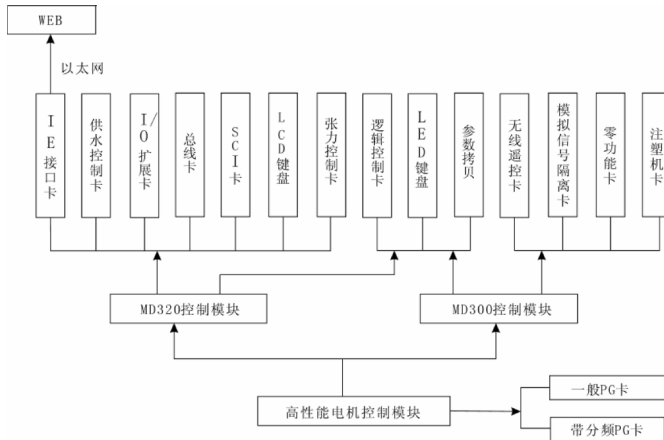 WEB
以太网
IE接口卡
供水控制卡
I/O扩展卡
总线卡
SCI卡
LCD键盘
张力控制卡
逻辑控制卡
LED键盘
参数拷贝
无线遥控卡
模拟信号隔离卡
零功能卡
注塑机卡
MD320控制模块
MD300控制模块
高性能电机控制模块
一般PG卡
带分频PG卡